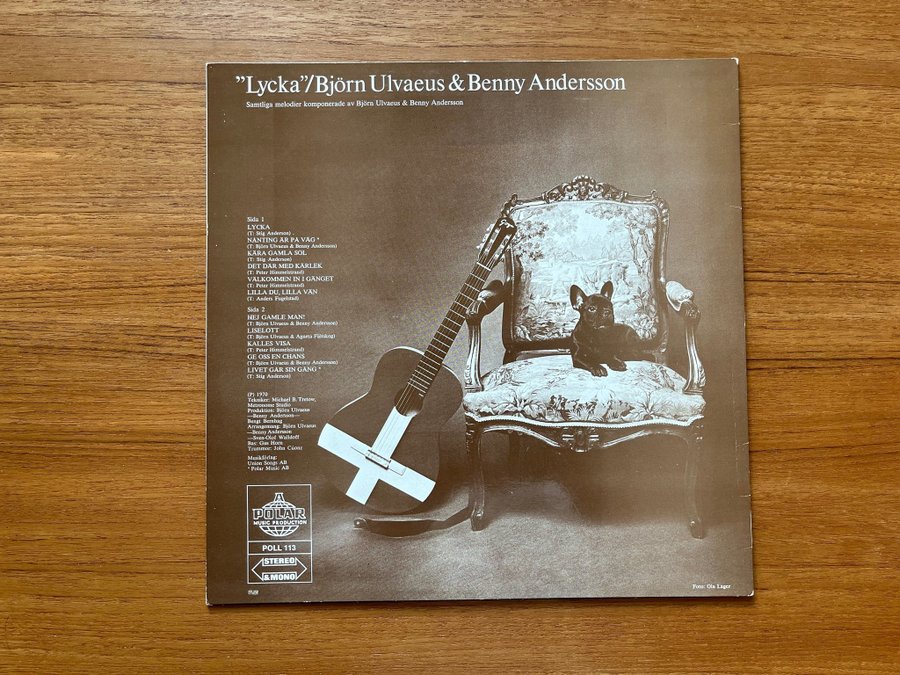 ”Lycka”/Björn Ulvaeus & Benny Andersson
Samtliga melodier komponerade av Björn Ulvaeus & Benny Andersson
Sida 1
LYCKA
(T: Stig Anderson)
NÅNTING ÄR PÅ VÄG *
(T: Björn Ulvaeus & Benny Andersson)
KÄRA GAMLA SOL
(T: Stig Anderson)
DET DÄR MED KÄRLEK
(T: Peter Himmelstrand)
VÄLKOMMEN IN I GÄNGET
(T: Peter Himmelstrand)
LILLA DU, LILLA VÄN
(T: Anders Fugelstad)
Sida 2
HEJ GAMLE MAN!
(T: Björn Ulvaeus & Benny Andersson)
LISELOTT
(T: Björn Ulvaeus & Agneta Fältskog)
KALLES VISA
(T: Peter Himmelstrand)
GE OSS EN CHANS
(T: Björn Ulvaeus & Benny Andersson)
LIVET GÅR SIN GÅNG *
(T: Stig Anderson)
(P) 1970
Tekniker: Michael B. Tretow,
Metronome Studio
Produktion: Björn Ulvaeus
—Benny Andersson—
Bengt Bernhag
Arrangemang: Björn Ulvaeus
—Benny Andersson
—Sven-Olof Walldoff
Bas: Gus Horn
Trummor: John Counz
Musikförlag:
Union Songs AB
* Polar Music AB
A
POLAR
MUSIC PRODUCTION
POLL 113
STEREO
& MONO
Foto: Ola Lager